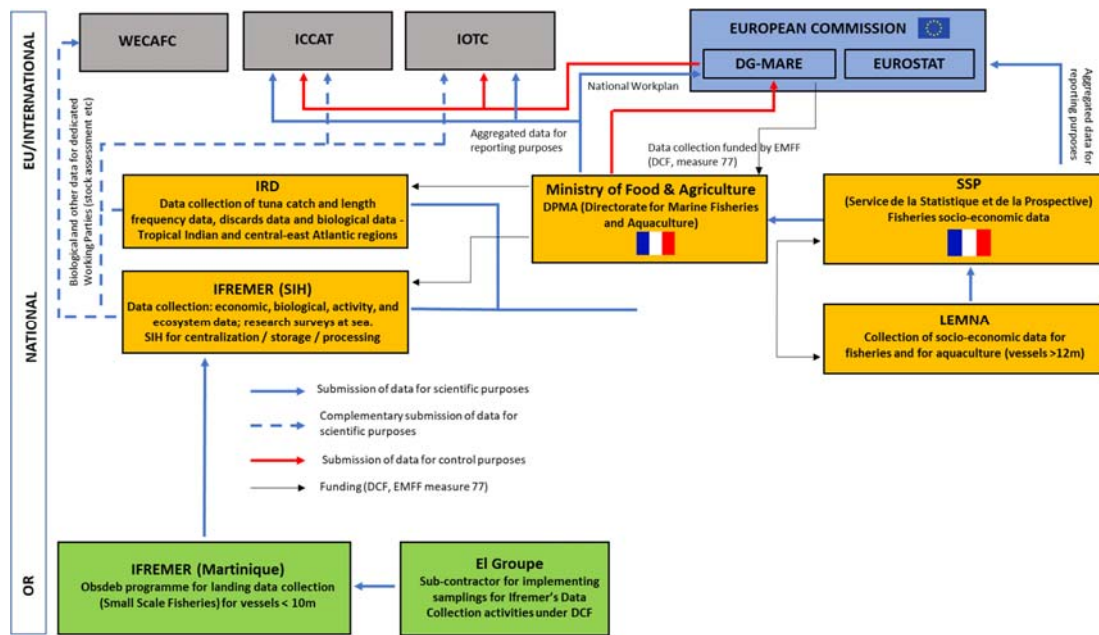 EU/INTERNATIONAL
NATIONAL
OR
WECAFC
ICCAT
IOTC
EUROPEAN COMMISSION
DG-MARE
EUROSTAT
National Workplan
Aggregated data for
reporting purposes
Aggregated data for
reporting purposes
Data collection funded by EMFF
(DCF, measure 77)
Biological and other data for dedicated
Working Parties (stock assessment etc)
IRD
Data collection of tuna catch and length
frequency data, discards data and biological data -
Tropical Indian and central-east Atlantic regions
Ministry of Food & Agriculture
DPMA (Directorate for Marine Fisheries
and Aquaculture)
SSP
(Service de la Statistique et de la Prospective)
Fisheries socio-economic data
IFREMER (SIH)
Data collection: economic, biological, activity, and
ecosystem data; research surveys at sea.
SIH for centralization / storage / processing
LEMNA
Collection of socio-economic data for
fisheries and for aquaculture (vessels >12m)
Submission of data for scientific purposes
Complementary submission of data for
scientific purposes
Submission of data for control purposes
Funding (DCF, EMFF measure 77)
IFREMER (Martinique)
Obsdeb programme for landing data collection
(Small Scale Fisheries) for vessels < 10m
El Groupe
Sub-contractor for implementing
samplings for Ifremer's Data
Collection activities under DCF